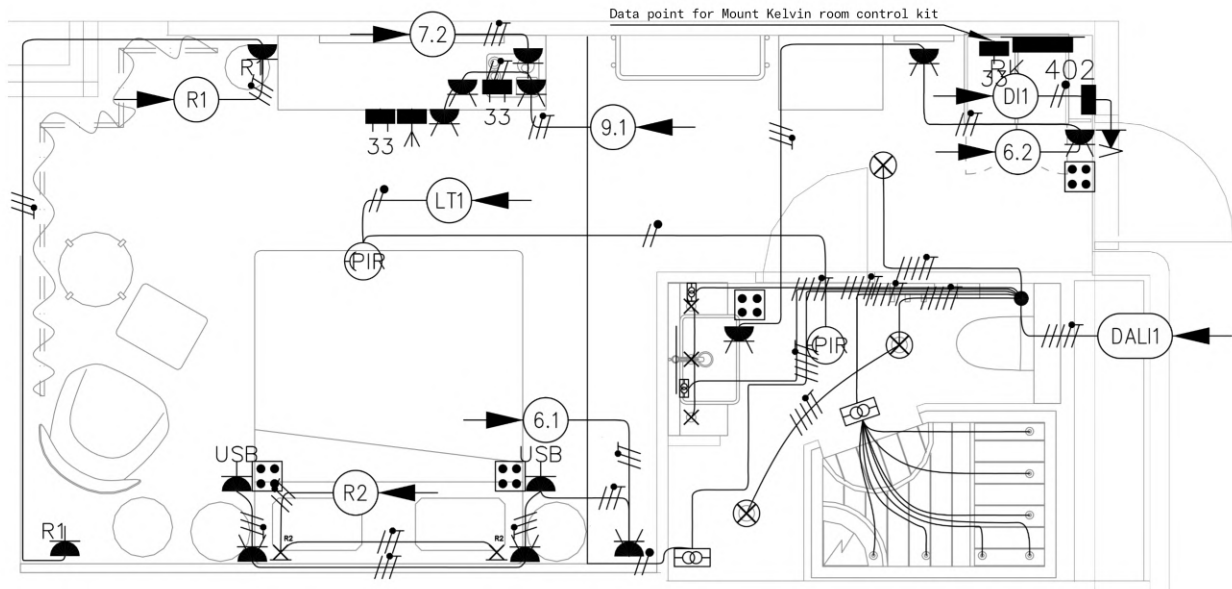 Data point for Mount Kelvin room control kit
7.2
R1
RK 402
33
R1
33
DI1
33
9.1
6.2
LT1
PIR
PIR
DALI1
6.1
USB
USB
R2
R1
R2
R2